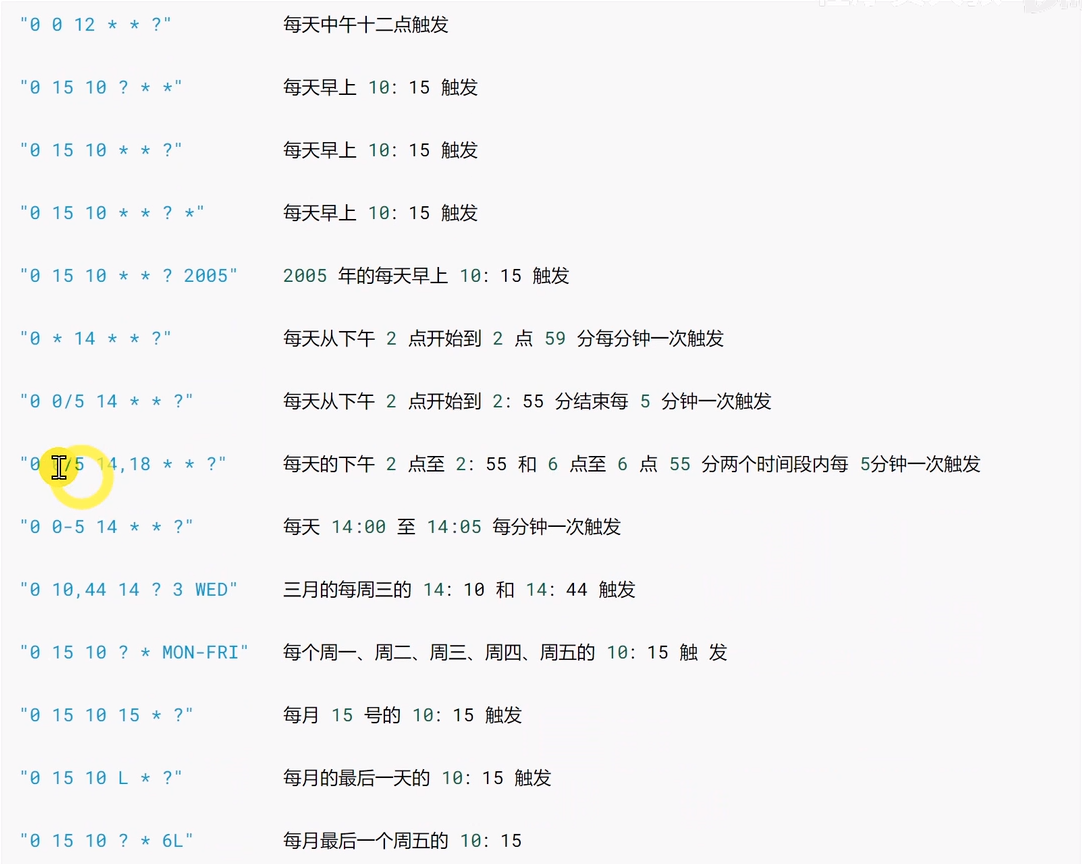 "0 0 12 * * ?" 每天中午十二点触发
"0 15 10 ? * *" 每天早上 10：15 触发
"0 15 10 * * ?" 每天早上 10：15 触发
"0 15 10 * * ? *" 每天早上 10：15 触发
"0 15 10 * * ? 2005" 2005 年的每天早上 10：15 触发
"0 * 14 * * ?" 每天从下午 2 点开始到 2 点 59 分每分钟一次触发
"0 0/5 14 * * ?" 每天从下午 2 点开始到 2：55 分结束每 5 分钟一次触发
"0 0/5 14,18 * * ?" 每天的下午 2 点至 2：55 和 6 点至 6 点 55 分两个时间段内每 5分钟一次触发
"0 0-5 14 * * ?" 每天 14:00 至 14:05 每分钟一次触发
"0 10,44 14 ? 3 WED" 三月的每周三的 14：10 和 14：44 触发
"0 15 10 ? * MON-FRI" 每个周一、周二、周三、周四、周五的 10：15 触 发
"0 15 10 15 * ?" 每月 15 号的 10：15 触发
"0 15 10 L * ?" 每月的最后一天的 10：15 触发
"0 15 10 ? * 6L" 每月最后一个周五的 10：15